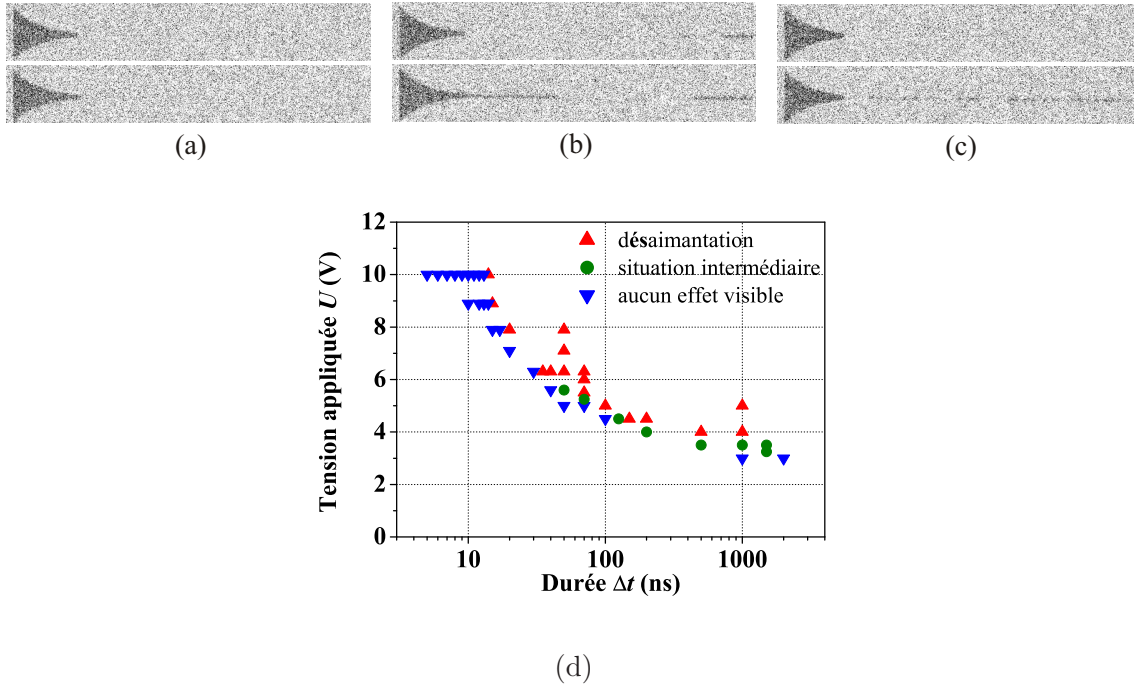 (a)
(b)
(c)
Tension appliquée U (V)
12
10
8
6
4
2
0
désaimantation
situation intermédiaire
aucun effet visible
10
100
1000
Durée Δt (ns)
(d)